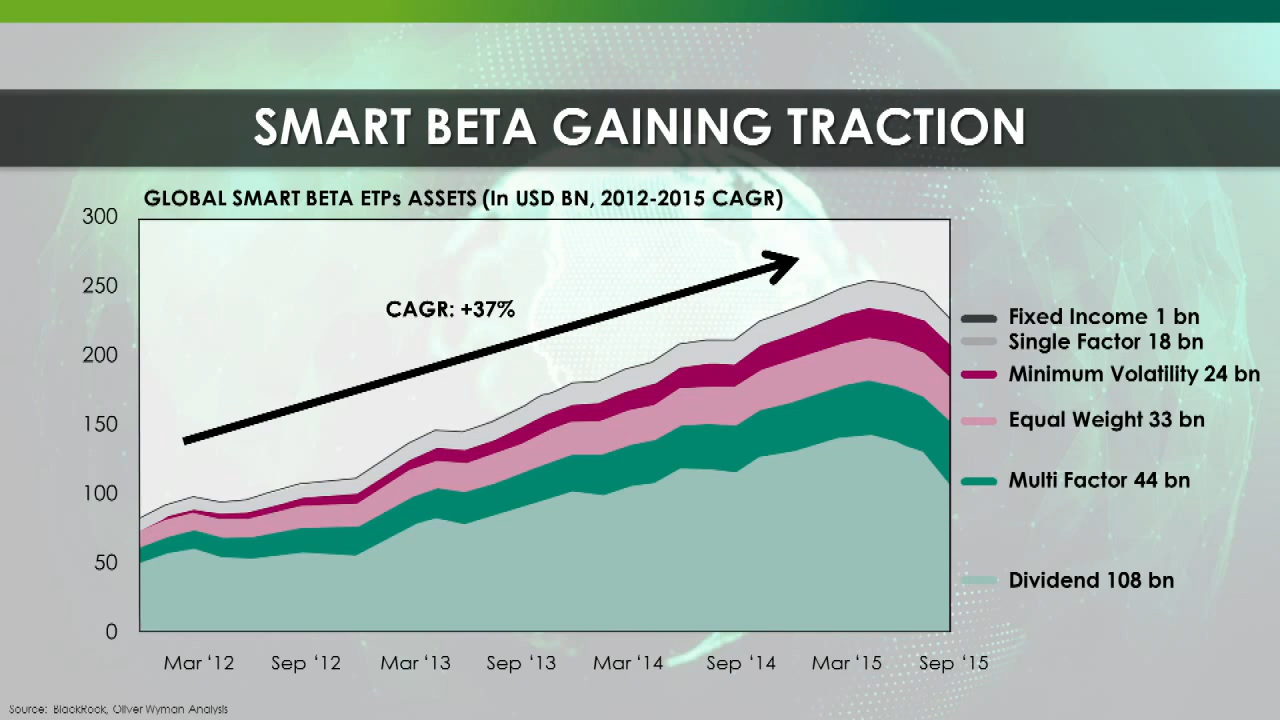 SMART BETA GAINING TRACTION
GLOBAL SMART BETA ETPs ASSETS (In USD BN, 2012-2015 CAGR)
300
250
200
150
100
50
0
CAGR: +37%
Fixed Income 1 bn
Single Factor 18 bn
Minimum Volatility 24 bn
Equal Weight 33 bn
Multi Factor 44 bn
Dividend 108 bn
Mar ‘12 Sep ‘12 Mar ‘13 Sep ‘13 Mar ‘14 Sep ‘14 Mar ‘15 Sep ‘15
Source: BlackRock, Oliver Wyman Analysis